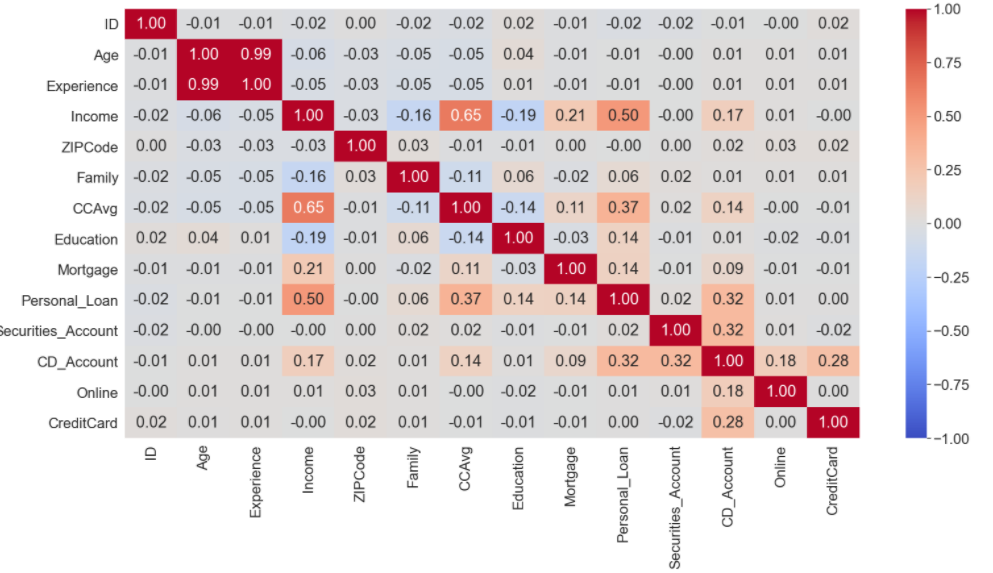 ID 1.00 -0.01 -0.01 -0.02 0.00 -0.02 -0.02 0.02 -0.01 -0.02 -0.02 -0.01 -0.00 0.02
Age -0.01 1.00 0.99 -0.06 -0.03 -0.05 -0.05 0.04 -0.01 -0.01 -0.00 0.01 0.01 0.01
Experience -0.01 0.99 1.00 -0.05 -0.03 -0.05 -0.05 0.01 -0.01 -0.01 -0.00 0.01 0.01 0.01
Income -0.02 -0.06 -0.05 1.00 -0.03 -0.16 0.65 -0.19 0.21 0.50 -0.00 0.17 0.01 -0.00
ZIPCode 0.00 -0.03 -0.03 -0.03 1.00 0.03 -0.01 -0.01 0.00 -0.00 0.00 0.02 0.03 0.02
Family -0.02 -0.05 -0.05 -0.16 0.03 1.00 -0.11 0.06 -0.02 0.06 0.02 0.01 0.01 0.01
CCAvg -0.02 -0.05 -0.05 0.65 -0.01 -0.11 1.00 -0.14 0.11 0.37 0.02 0.14 -0.00 -0.01
Education 0.02 0.04 0.01 -0.19 -0.01 0.06 -0.14 1.00 -0.03 0.14 -0.01 0.01 -0.02 -0.01
Mortgage -0.01 -0.01 -0.01 0.21 0.00 -0.02 0.11 -0.03 1.00 0.14 -0.01 0.09 -0.01 -0.01
Personal_Loan -0.02 -0.01 -0.01 0.50 -0.00 0.06 0.37 0.14 0.14 1.00 0.02 0.32 0.01 0.00
Securities_Account -0.02 -0.00 -0.00 -0.00 0.00 0.02 0.02 -0.01 -0.01 0.02 1.00 0.32 0.01 -0.02
CD_Account -0.01 0.01 0.01 0.17 0.02 0.01 0.14 0.01 0.09 0.32 0.32 1.00 0.18 0.28
Online -0.00 0.01 0.01 0.01 0.03 0.01 -0.00 -0.02 -0.01 0.01 0.01 0.18 1.00 0.00
CreditCard 0.02 0.01 0.01 -0.00 0.02 0.01 -0.01 -0.01 -0.01 0.00 -0.02 0.28 0.00 1.00
ID Age Experience Income ZIPCode Family CCAvg Education Mortgage Personal_Loan Securities_Account CD_Account Online CreditCard
1.00
0.75
0.50
0.25
0.00
−0.25
−0.50
−0.75
−1.00